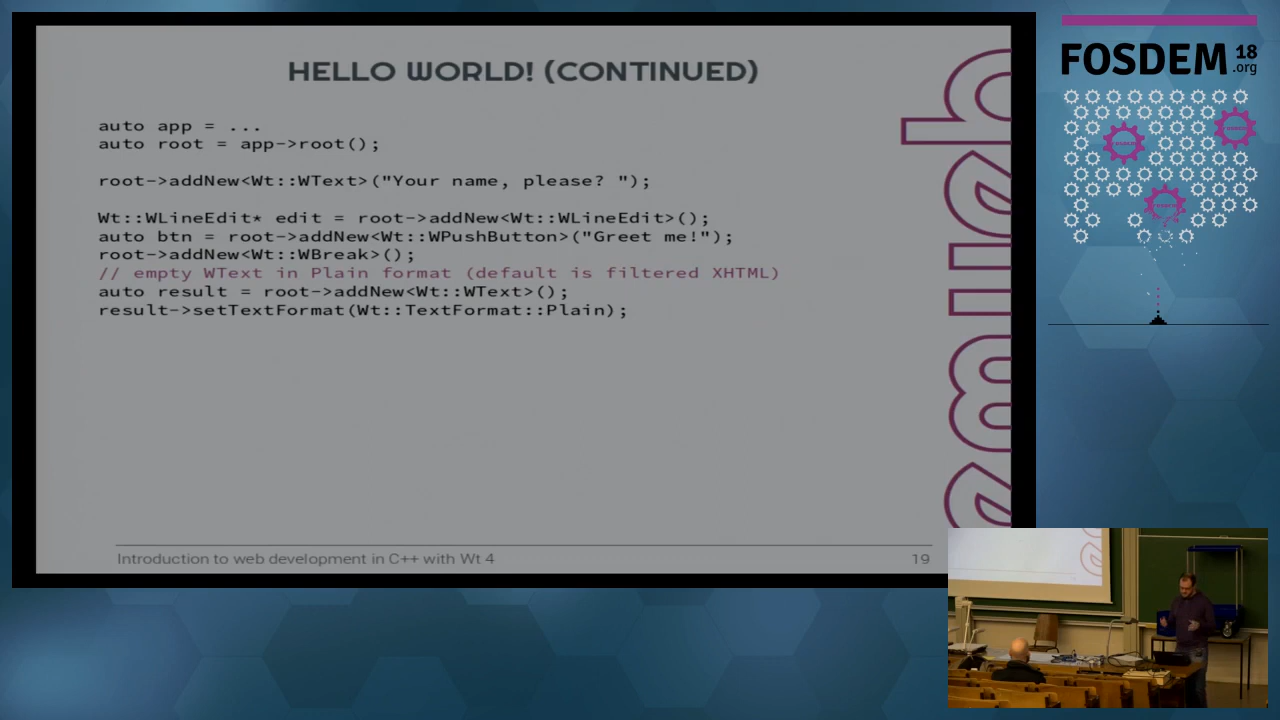 HELLO WORLD! (CONTINUED)
auto app = ...
auto root = app->root();
root->addNew<Wt::WText>("Your name, please? ");
Wt::WLineEdit* edit = root->addNew<Wt::WLineEdit>();
auto btn = root->addNew<Wt::WPushButton>("Greet me!");
root->addNew<Wt::WBreak>();
// empty WText in Plain format (default is filtered XHTML)
auto result = root->addNew<Wt::WText>();
result->setTextFormat(Wt::TextFormat::Plain);
Introduction to web development in C++ with Wt 4
19
FOSDEM 18
.org